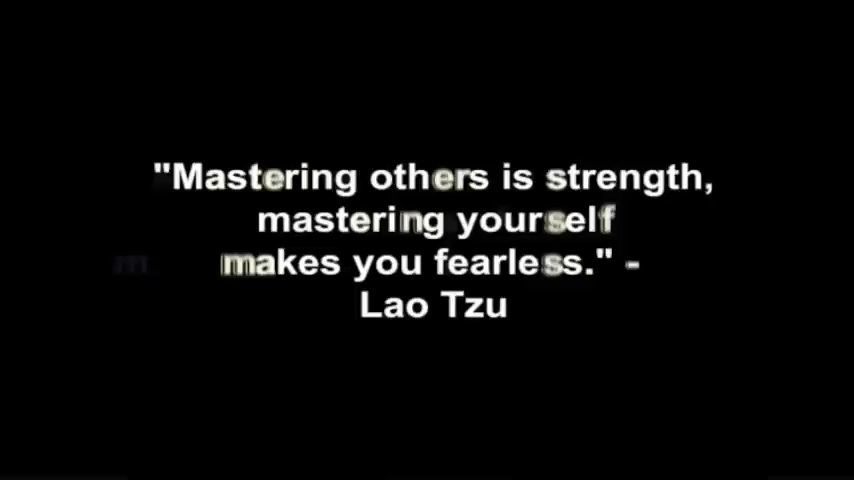 "Mastering others is strength,
mastering yourself
makes you fearless." -
Lao Tzu